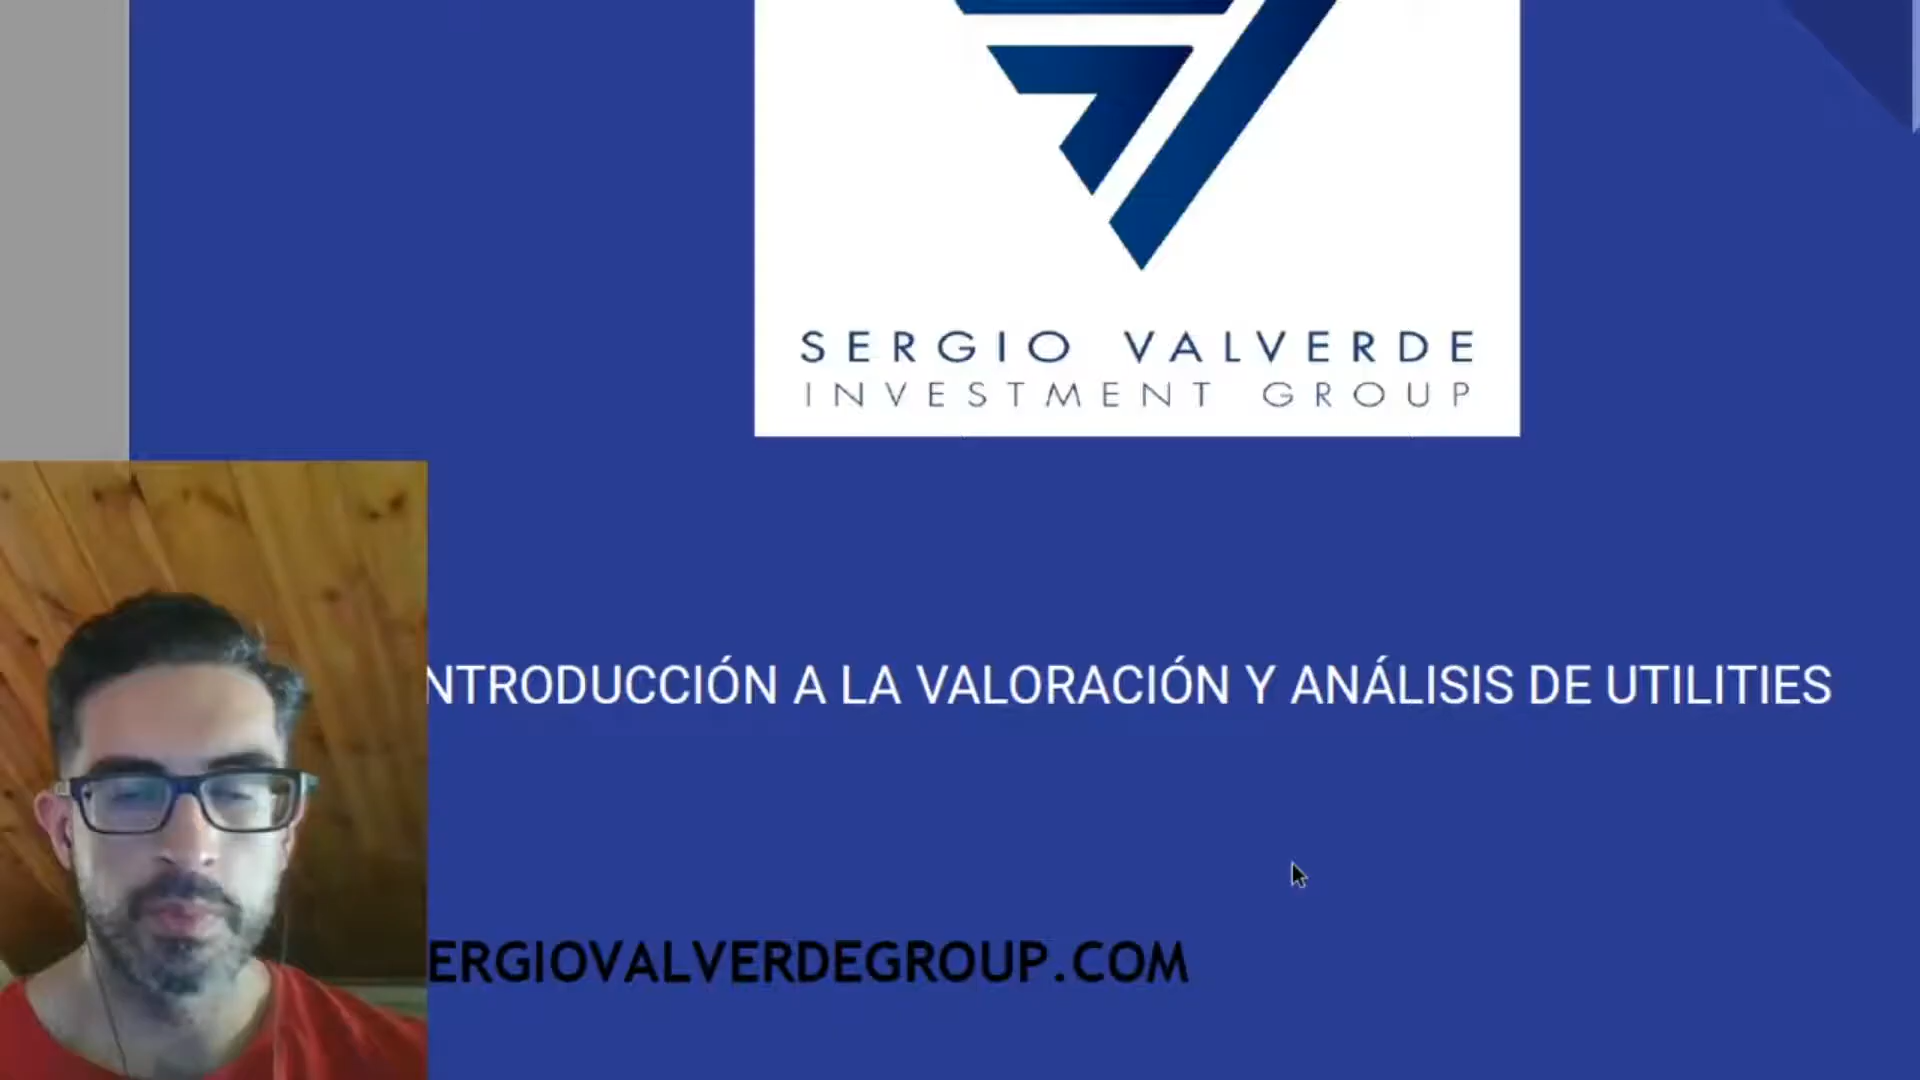 SERGIO VALVERDE
INVESTMENT GROUP
NTRODUCCIÓN A LA VALORACIÓN Y ANÁLISIS DE UTILITIES
ERGIOVALVERDEGROUP.COM